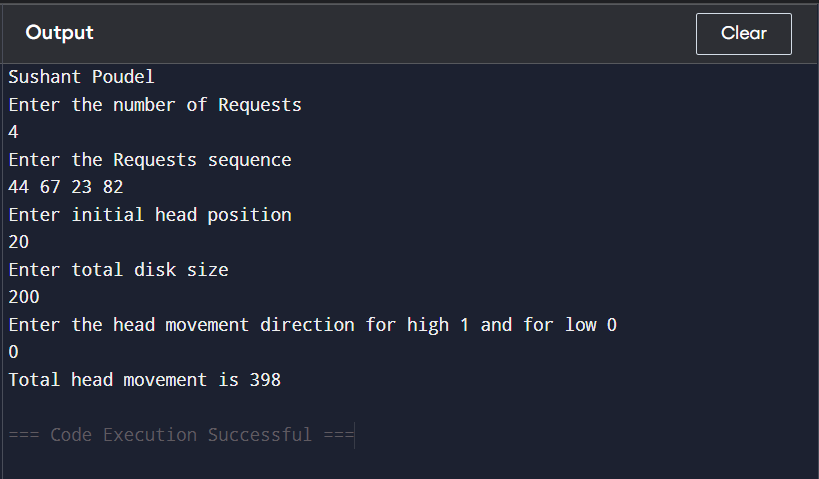 Output
Clear
Sushant Poudel
Enter the number of Requests
4
Enter the Requests sequence
44 67 23 82
Enter initial head position
20
Enter total disk size
200
Enter the head movement direction for high 1 and for low 0
0
Total head movement is 398
=== Code Execution Successful ===